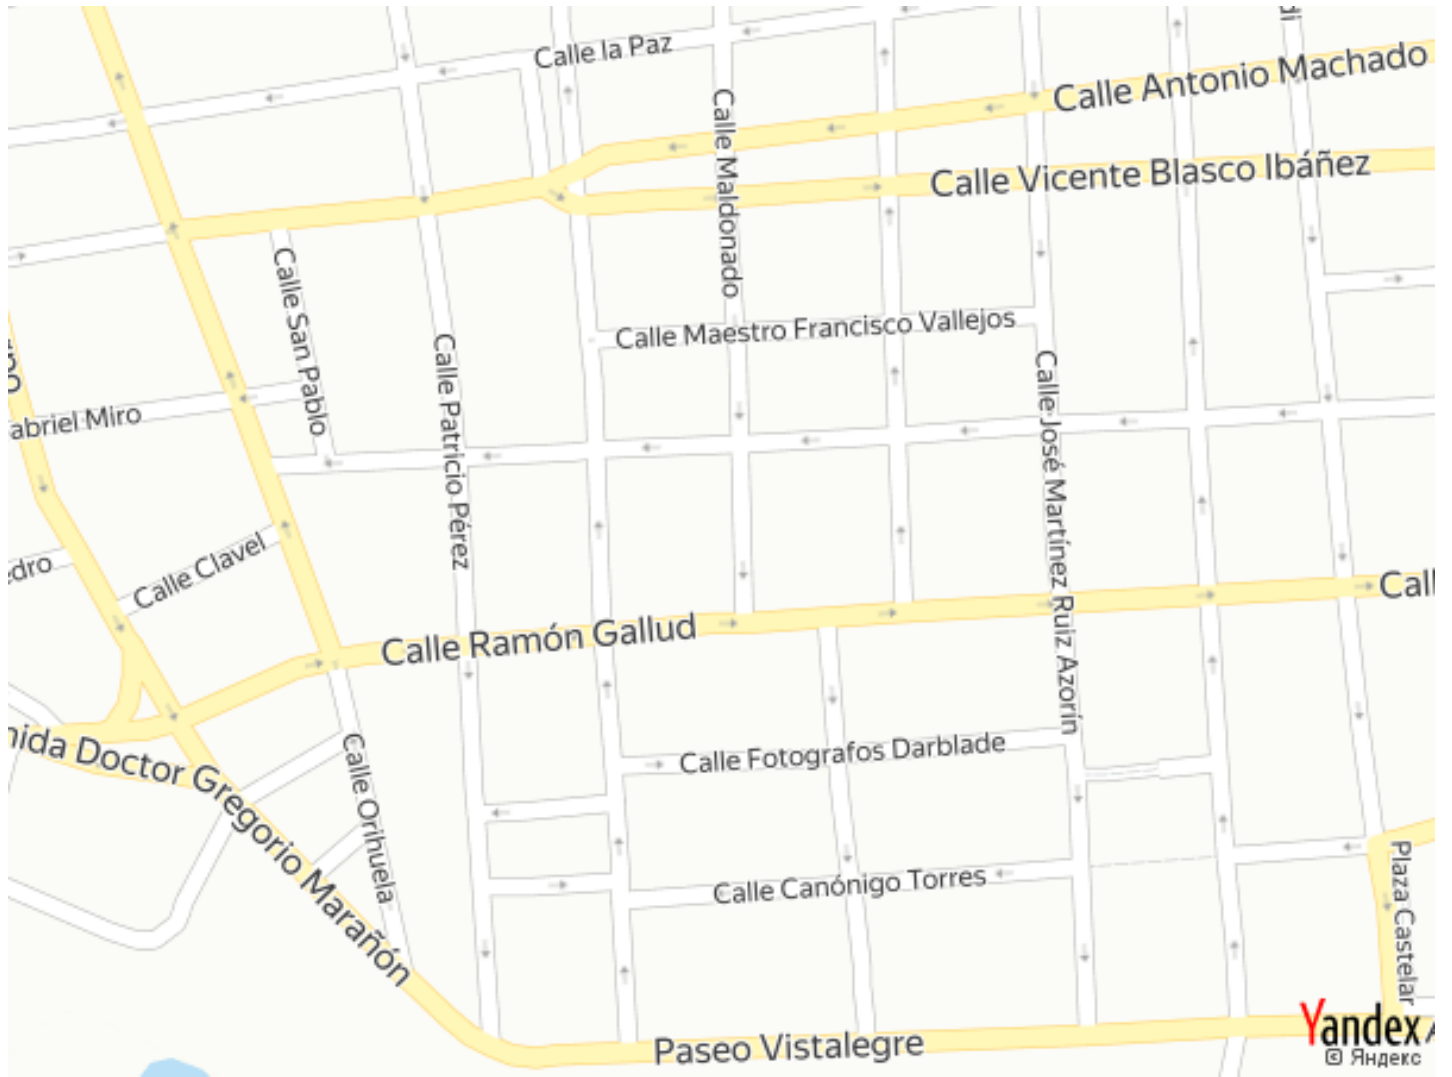 Calle la Paz
di
Calle Antonio Machado
Calle Maldonado
Calle Vicente Blasco Ibáñez
Calle San Pablo
Calle Maestro Francisco Vallejos
Calle Patricio Pérez
Calle José Martínez Ruiz Azorín
abriel Miro
Calle Clavel
edro
Calle Ramón Gallud
Call
nida Doctor Gregorio Marañón
Calle Orihuela
Calle Fotografos Darblade
Calle Canónigo Torres
Plaza Castelar
Paseo Vistalegre
Yandex
© Яндекс